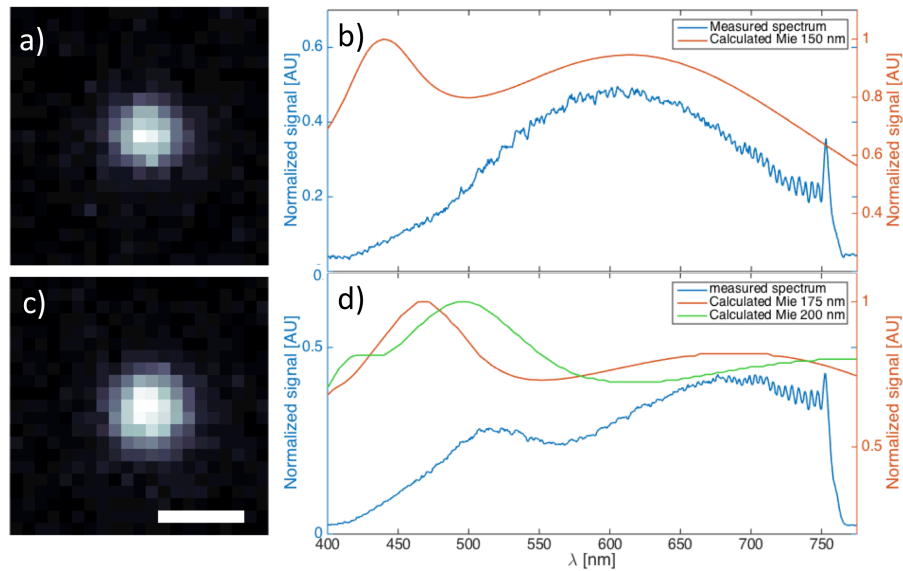 a)
b)
Measured spectrum
Calculated Mie 150 nm
Normalized signal [AU]
0.6
0.4
0.2
0
Normalized signal [AU]
1
0.8
0.6
0.4
c)
d)
measured spectrum
Calculated Mie 175 nm
Calculated Mie 200 nm
Normalized signal [AU]
0.5
0
Normalized signal [AU]
1
0.5
400 450 500 550 600 650 700 750
λ [nm]